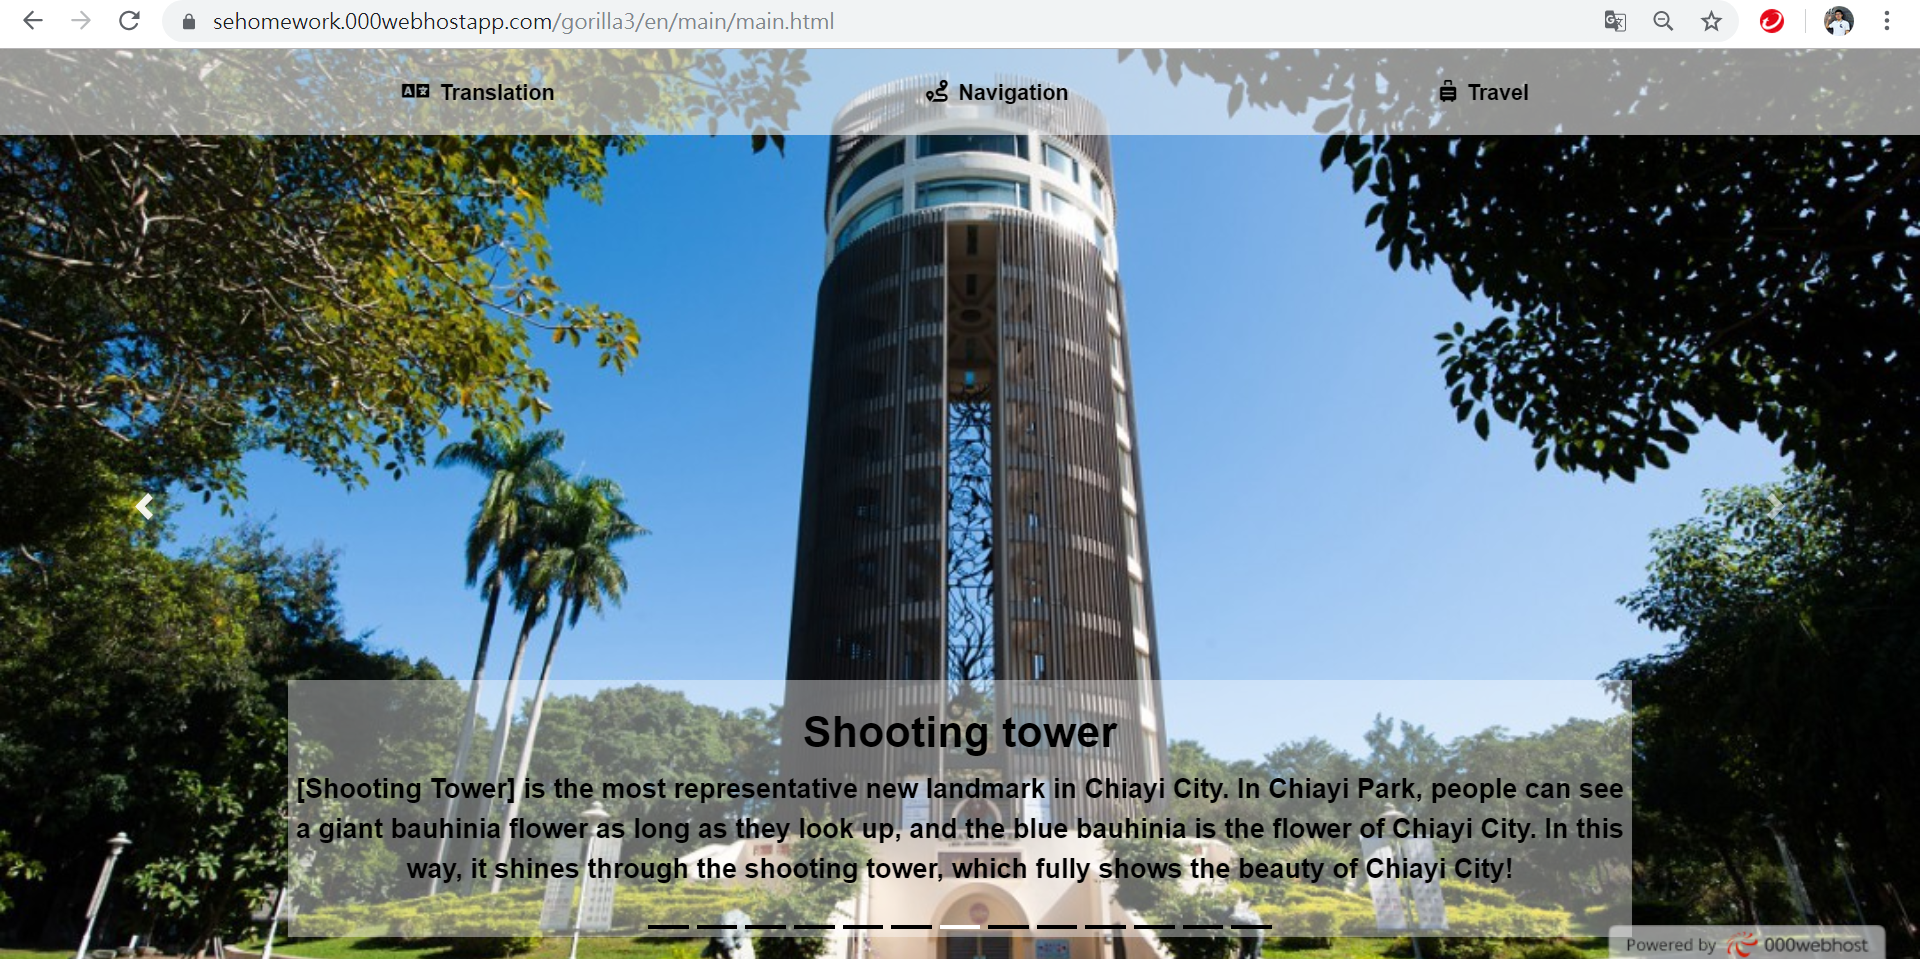 sehomework.000webhostapp.com/gorilla3/en/main/main.html
Translation
Navigation
Travel
Shooting tower
[Shooting Tower] is the most representative new landmark in Chiayi City. In Chiayi Park, people can see
a giant bauhinia flower as long as they look up, and the blue bauhinia is the flower of Chiayi City. In this
way, it shines through the shooting tower, which fully shows the beauty of Chiayi City!
Powered by 000webhost